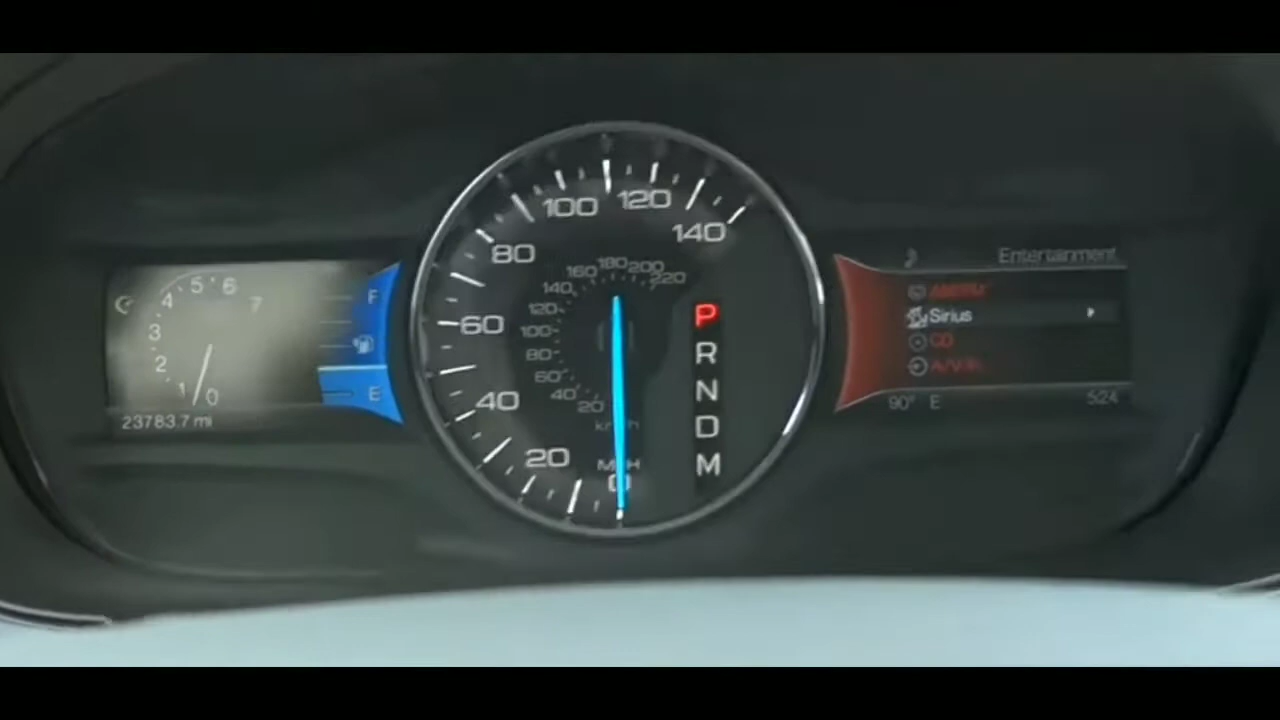 5 6
4 7
3
2
1 0
23783.7 mi
F
E
100 120
80 140
60
40
20
MPH
0
180
160 200
140 220
120
100
80
60
40
20
km/h
P
R
N
D
M
Entertainment
AM/FM
Sirius
CD
90° E 524